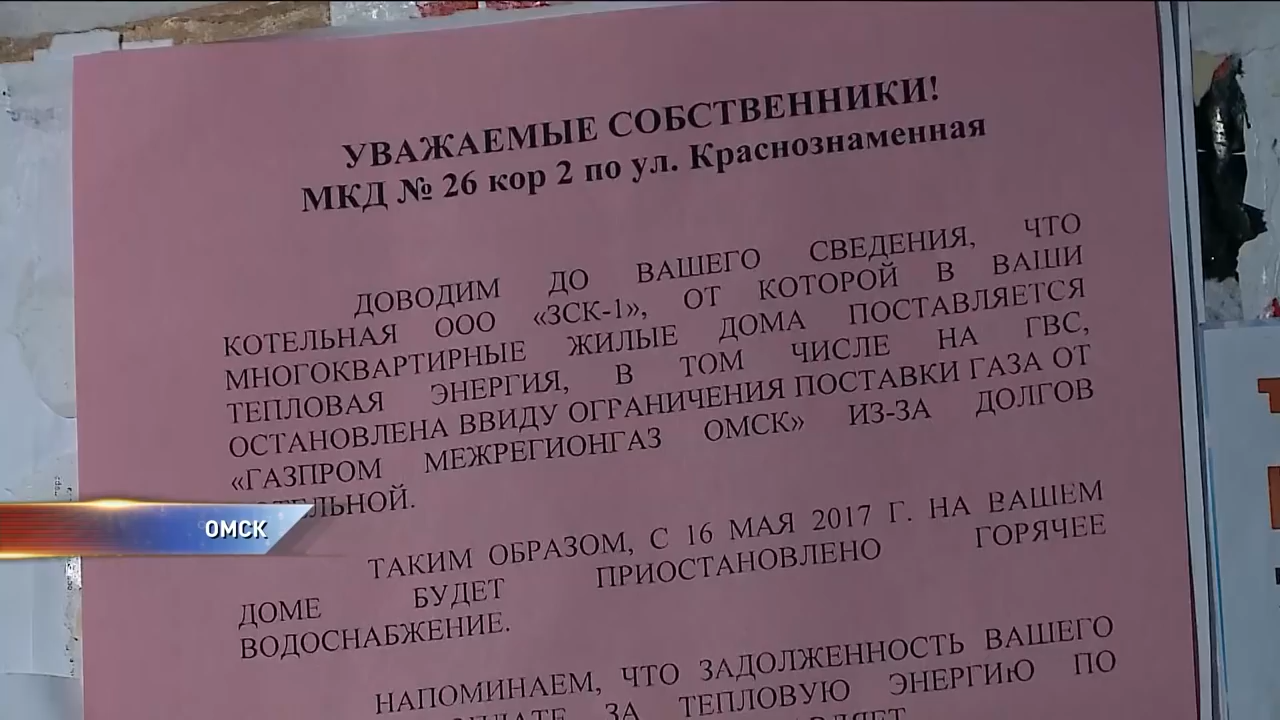 УВАЖАЕМЫЕ СОБСТВЕННИКИ!
МКД № 26 кор 2 по ул. Краснознаменная
ДОВОДИМ ДО ВАШЕГО СВЕДЕНИЯ, ЧТО
КОТЕЛЬНАЯ ООО «ЗСК-1», ОТ КОТОРОЙ В ВАШИ
МНОГОКВАРТИРНЫЕ ЖИЛЫЕ ДОМА ПОСТАВЛЯЕТСЯ
ТЕПЛОВАЯ ЭНЕРГИЯ, В ТОМ ЧИСЛЕ НА ГВС,
ОСТАНОВЛЕНА ВВИДУ ОГРАНИЧЕНИЯ ПОСТАВКИ ГАЗА ОТ
«ГАЗПРОМ МЕЖРЕГИОНГАЗ ОМСК» ИЗ-ЗА ДОЛГОВ
ТЕЛЬНОЙ.
ОМСК
ТАКИМ ОБРАЗОМ, С 16 МАЯ 2017 Г. НА ВАШЕМ
ДОМЕ БУДЕТ ПРИОСТАНОВЛЕНО ГОРЯЧЕЕ
ВОДОСНАБЖЕНИЕ.
НАПОМИНАЕМ, ЧТО ЗАДОЛЖЕННОСТЬ ВАШЕГО
ЗА ТЕПЛОВУЮ ЭНЕРГИюО ПО